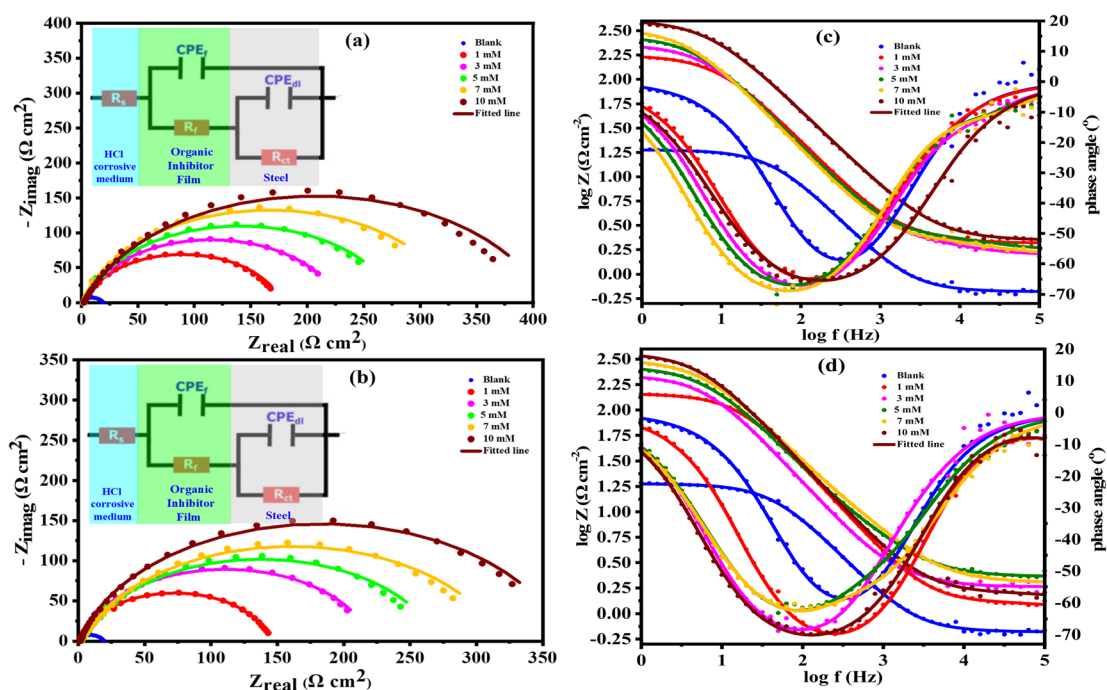 (a)
400
350
300
250
200
150
100
50
0
- Zimag (Ω cm2)
CPEf
CPEdl
Rs
Rf
Rct
HCl
corrosive
medium
Organic
Inhibitor
Film
Steel
Blank
1 mM
3 mM
5 mM
7 mM
10 mM
Fitted line
0 50 100 150 200 250 300 350 400
Zreal (Ω cm2)
(c)
2.50
2.25
2.00
1.75
1.50
1.25
1.00
0.75
0.50
0.25
0.00
-0.25
log Z (Ω cm-2)
Blank
1 mM
3 mM
5 mM
7 mM
10 mM
Fitted line
20
10
0
-10
-20
-30
-40
-50
-60
-70
phase angle (°)
0 1 2 3 4 5
log f (Hz)
(b)
350
300
250
200
150
100
50
0
- Zimag (Ω cm2)
CPEf
CPEdl
Rs
Rf
Rct
HCl
corrosive
medium
Organic
Inhibitor
Film
Steel
Blank
1 mM
3 mM
5 mM
7 mM
10 mM
Fitted line
0 50 100 150 200 250 300 350
Zreal (Ω cm2)
(d)
2.50
2.25
2.00
1.75
1.50
1.25
1.00
0.75
0.50
0.25
0.00
-0.25
log Z (Ω cm-2)
Blank
1 mM
3 mM
5 mM
7 mM
10 mM
Fitted line
20
10
0
-10
-20
-30
-40
-50
-60
-70
phase angle (°)
0 1 2 3 4 5
log f (Hz)